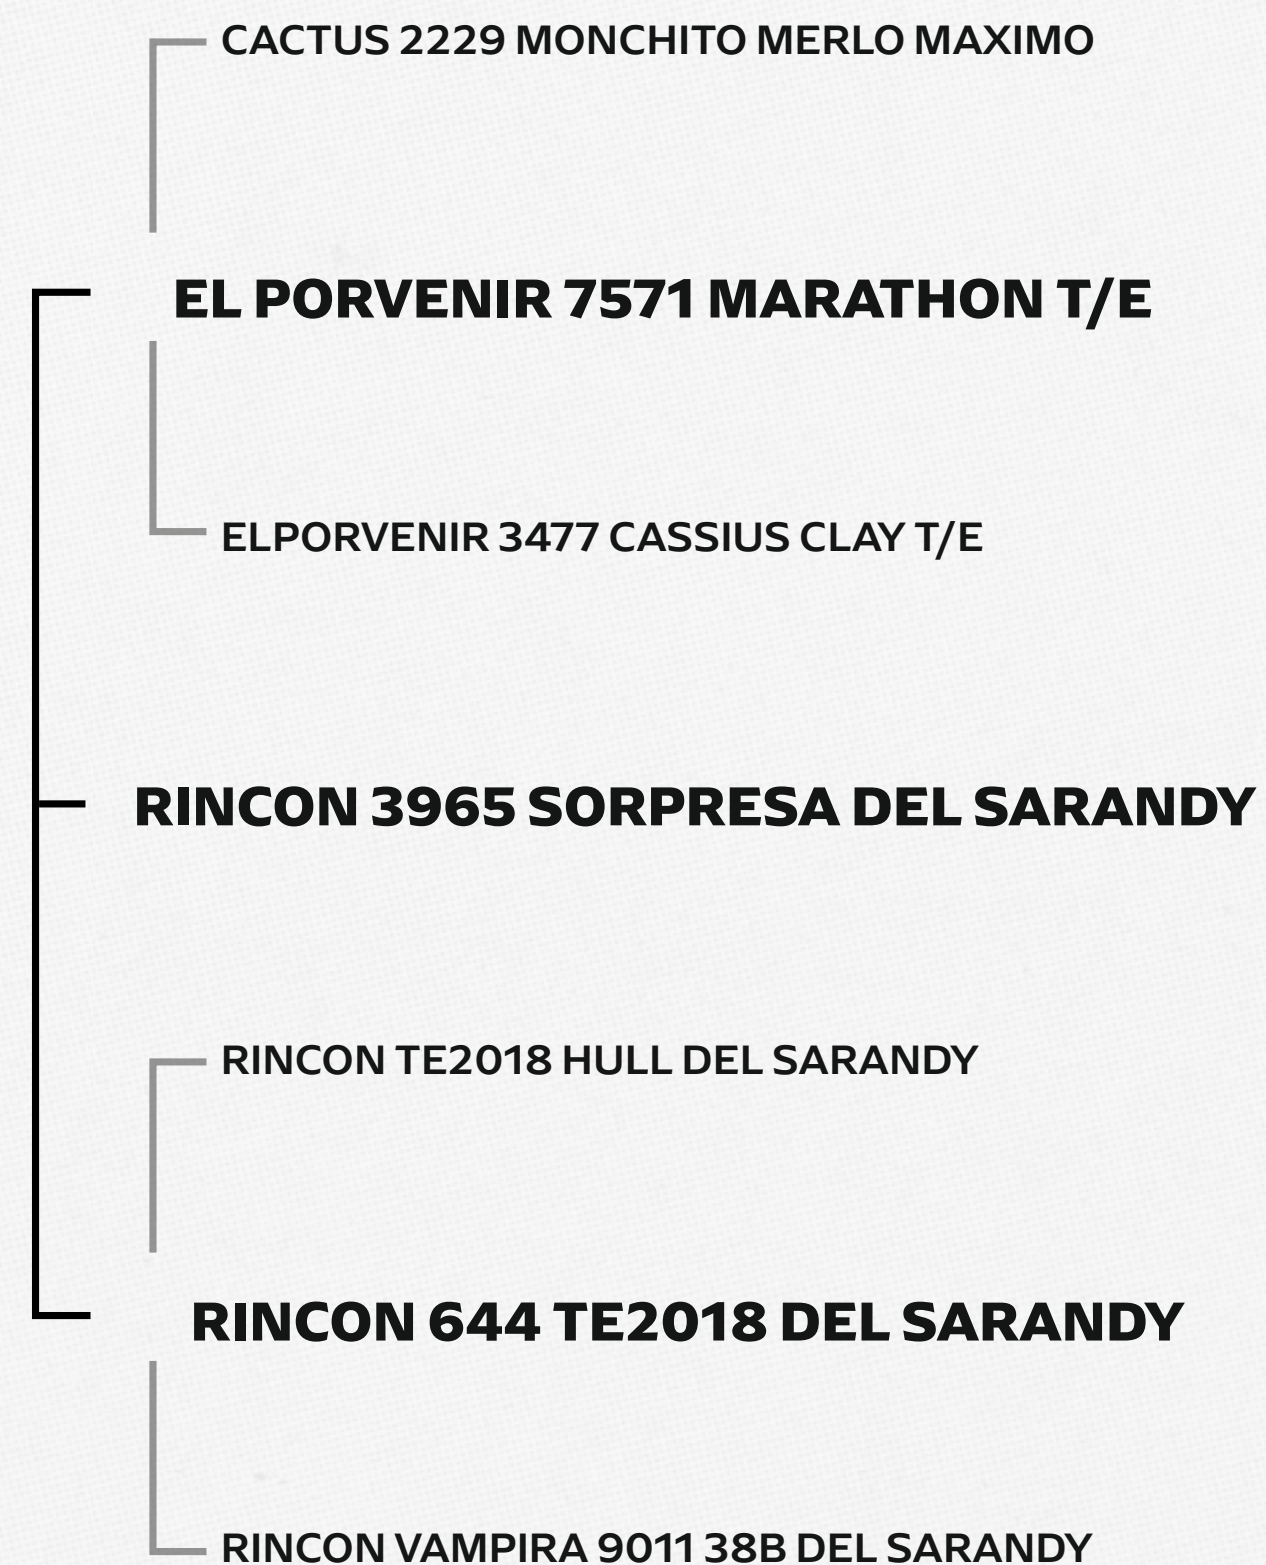 CACTUS 2229 MONCHITO MERLO MAXIMO
EL PORVENIR 7571 MARATHON T/E
ELPORVENIR 3477 CASSIUS CLAY T/E
RINCON 3965 SORPRESA DEL SARANDY
RINCON TE2018 HULL DEL SARANDY
RINCON 644 TE2018 DEL SARANDY
RINCON VAMPIRA 9011 38B DEL SARANDY